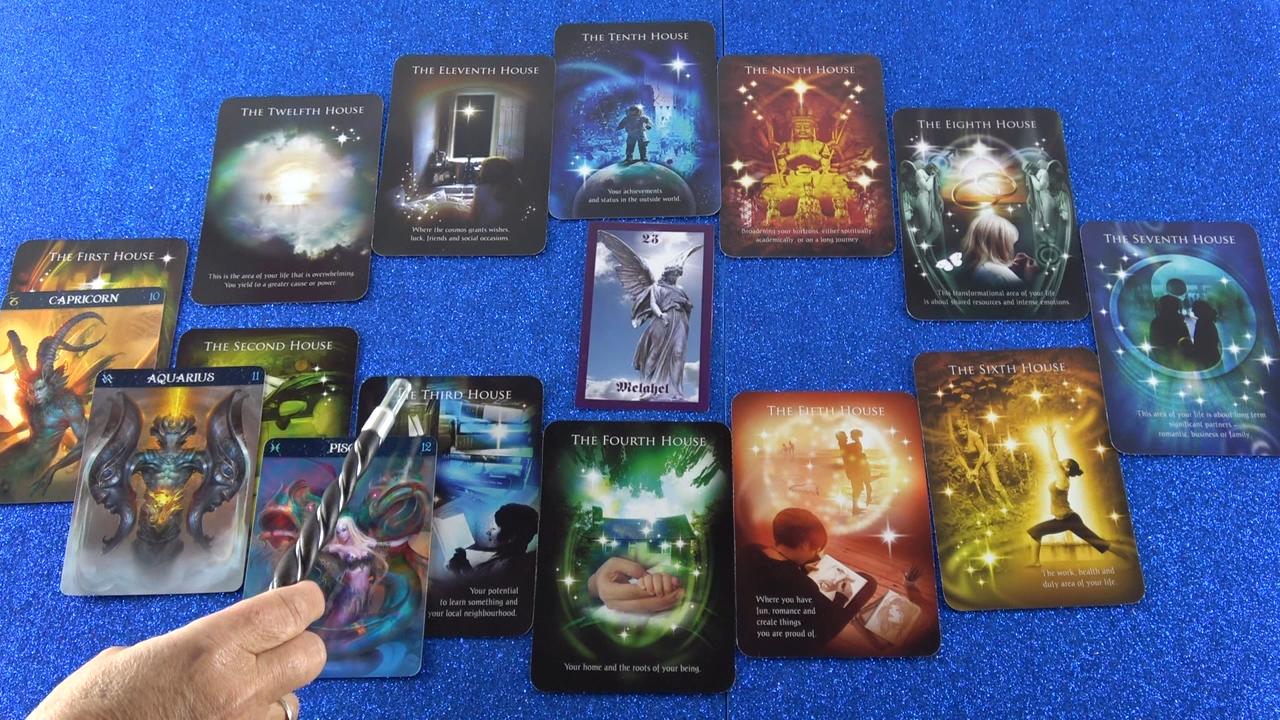 THE TENTH HOUSE
Your achievements
and status in the outside world.
THE ELEVENTH HOUSE
Where the cosmos grants wishes,
luck, friends and social occasions.
THE NINTH HOUSE
Broadening your horizons, either spiritually,
academically, or on a long journey
THE TWELFTH HOUSE
This is the area of your life that is overwhelming.
You yield to a greater cause or power.
THE EIGHTH HOUSE
This transformational area of your life
is about shared resources and intense emotions.
THE SEVENTH HOUSE
This area of your life is about long term
significant partners –
romantic, business or family.
23
Melahel
THE FIRST HOUSE
CAPRICORN 10
THE SECOND HOUSE
AQUARIUS 11
THIRD HOUSE
Your potential
to learn something and
your local neighbourhood.
PISC 12
THE FOURTH HOUSE
Your home and the roots of your being.
THE FIFTH HOUSE
Where you have
fun, romance and
create things
you are proud of.
THE SIXTH HOUSE
The work, health and
duty area of your life.